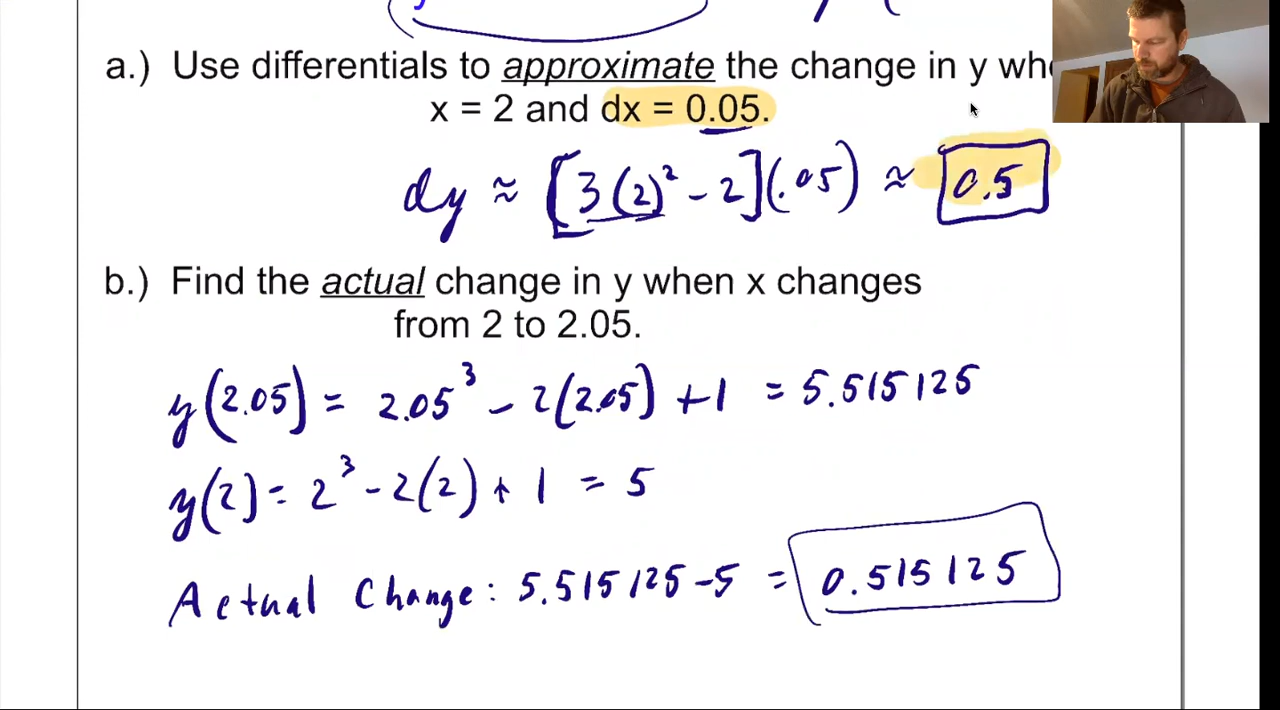 a.) Use differentials to approximate the change in y
x = 2 and dx = 0.05.
dy ≈ [3(2)² - 2](.05) ≈ 0.5
b.) Find the actual change in y when x changes
from 2 to 2.05.
y(2.05) = 2.05³ - 2(2.05) + 1 = 5.515125
y(2) = 2³ - 2(2) + 1 = 5
Actual Change: 5.515125 - 5 = 0.515125